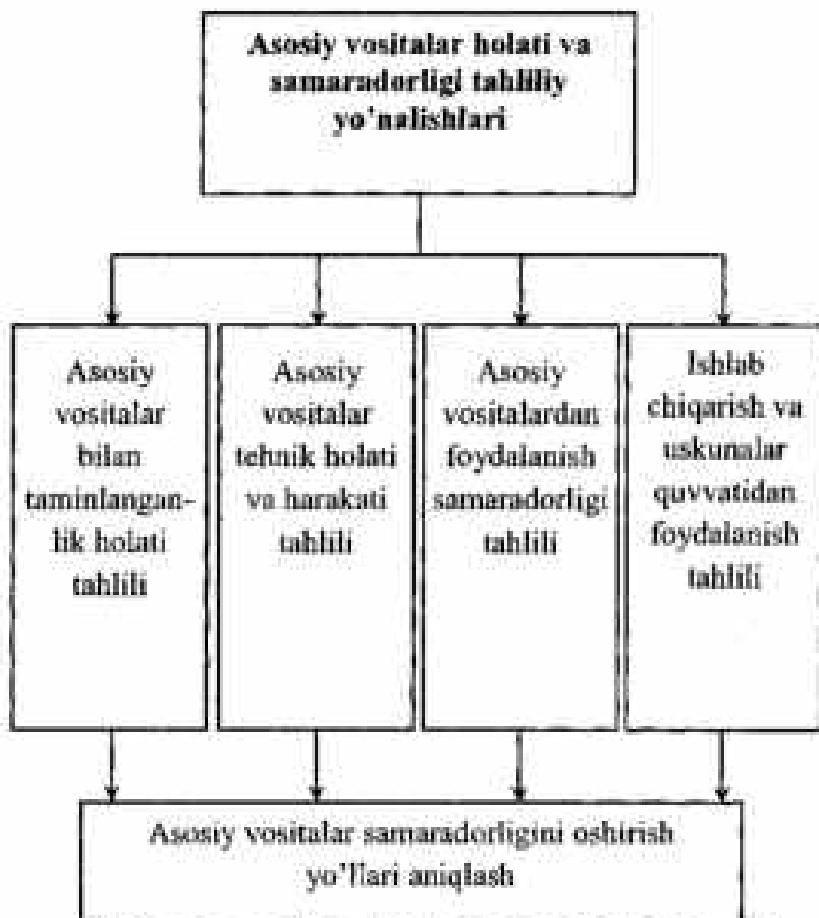 Asosiy vositalar holati va
samaradorligi tahliliy
yo'nalishlari
Asosiy
vositalar
bilan
taminlangan-
lik holati
tahlili
Asosiy
vositalar
tehnik holati
va harakati
tahlili
Asosiy
vositalardan
foydalanish
samaradorligi
tahlili
Ishlab
chiqarish va
uskunalar
quvvatidan
foydalanish
tahlili
Asosiy vositalar samaradorligini oshirish
yo'llari aniqlash